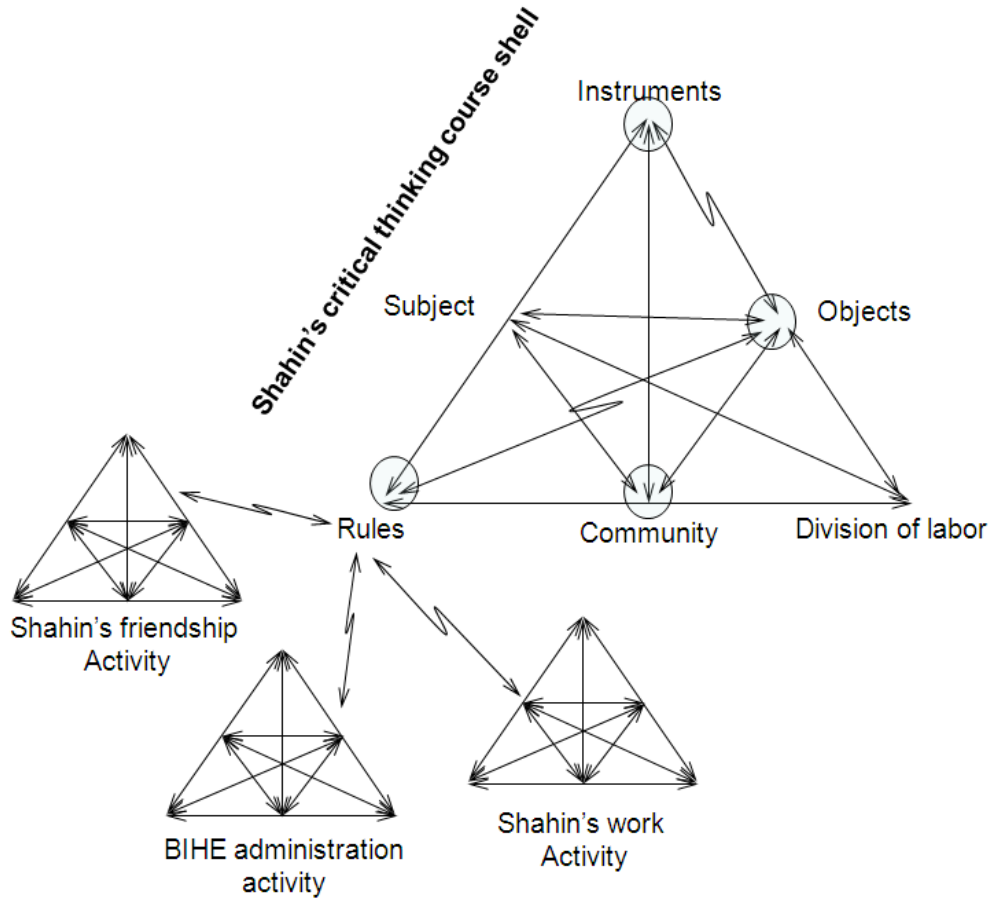 Shahin's critical thinking course shell
Instruments
Subject
Objects
Rules
Community
Division of labor
Shahin's friendship
Activity
BIHE administration
activity
Shahin's work
Activity